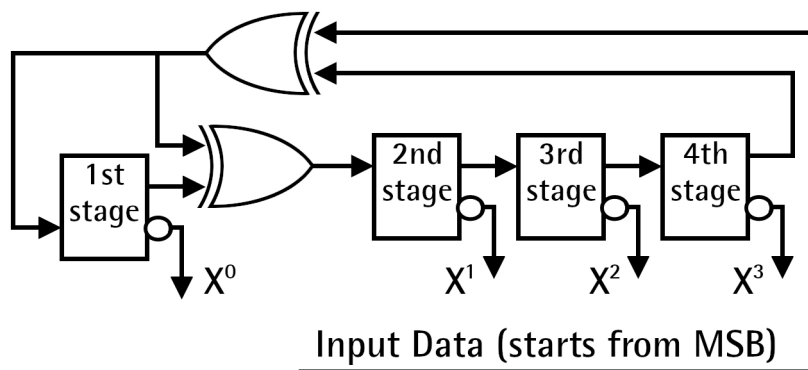 1st
stage
2nd
stage
3rd
stage
4th
stage
X⁰
X¹
X²
X³
Input Data (starts from MSB)